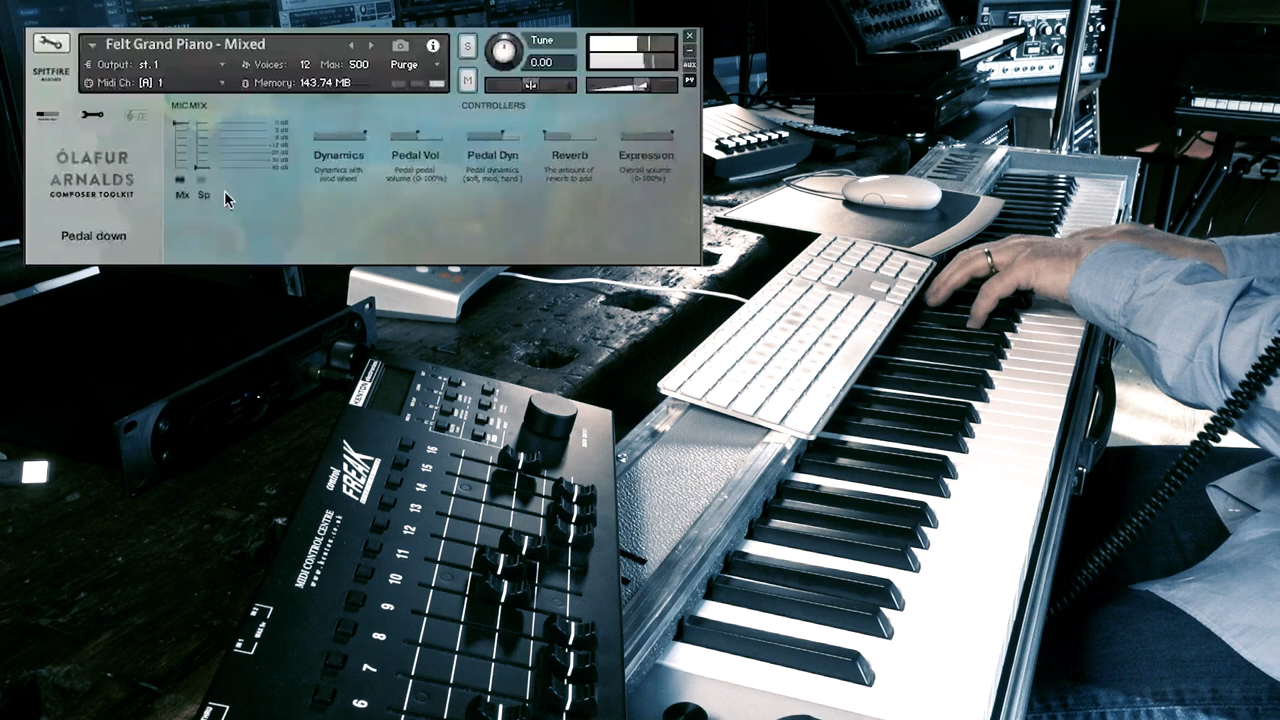 Felt Grand Piano - Mixed
Output: st. 1
Voices: 12 Max: 500
Purge
Midi Ch: [A] 1
Memory: 143.74 MB
S
M
Tune
0.00
AUX
PV
SPITFIRE
ÓLAFUR
ARNALDS
COMPOSER TOOLKIT
Pedal down
MIC MIX
Mx Sp
CONTROLLERS
Dynamics
Dynamics with
mod wheel
Pedal Vol
Pedal pedal
volume (0-100%)
Pedal Dyn
Pedal dynamics
(soft, med, hard)
Reverb
The amount of
reverb to add
Expression
Overall volume
(0-100%)
KENTON
control
FREAK
MIDI CONTROL CENTRE
16
15
14
13
12
11
10
9
8
7
6